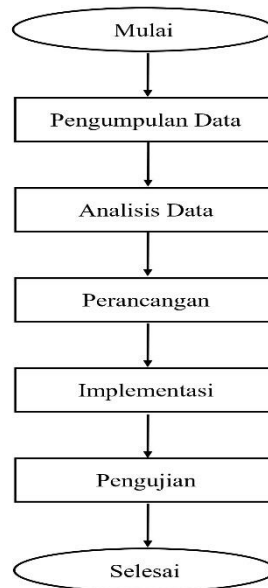 Mulai
Pengumpulan Data
Analisis Data
Perancangan
Implementasi
Pengujian
Selesai